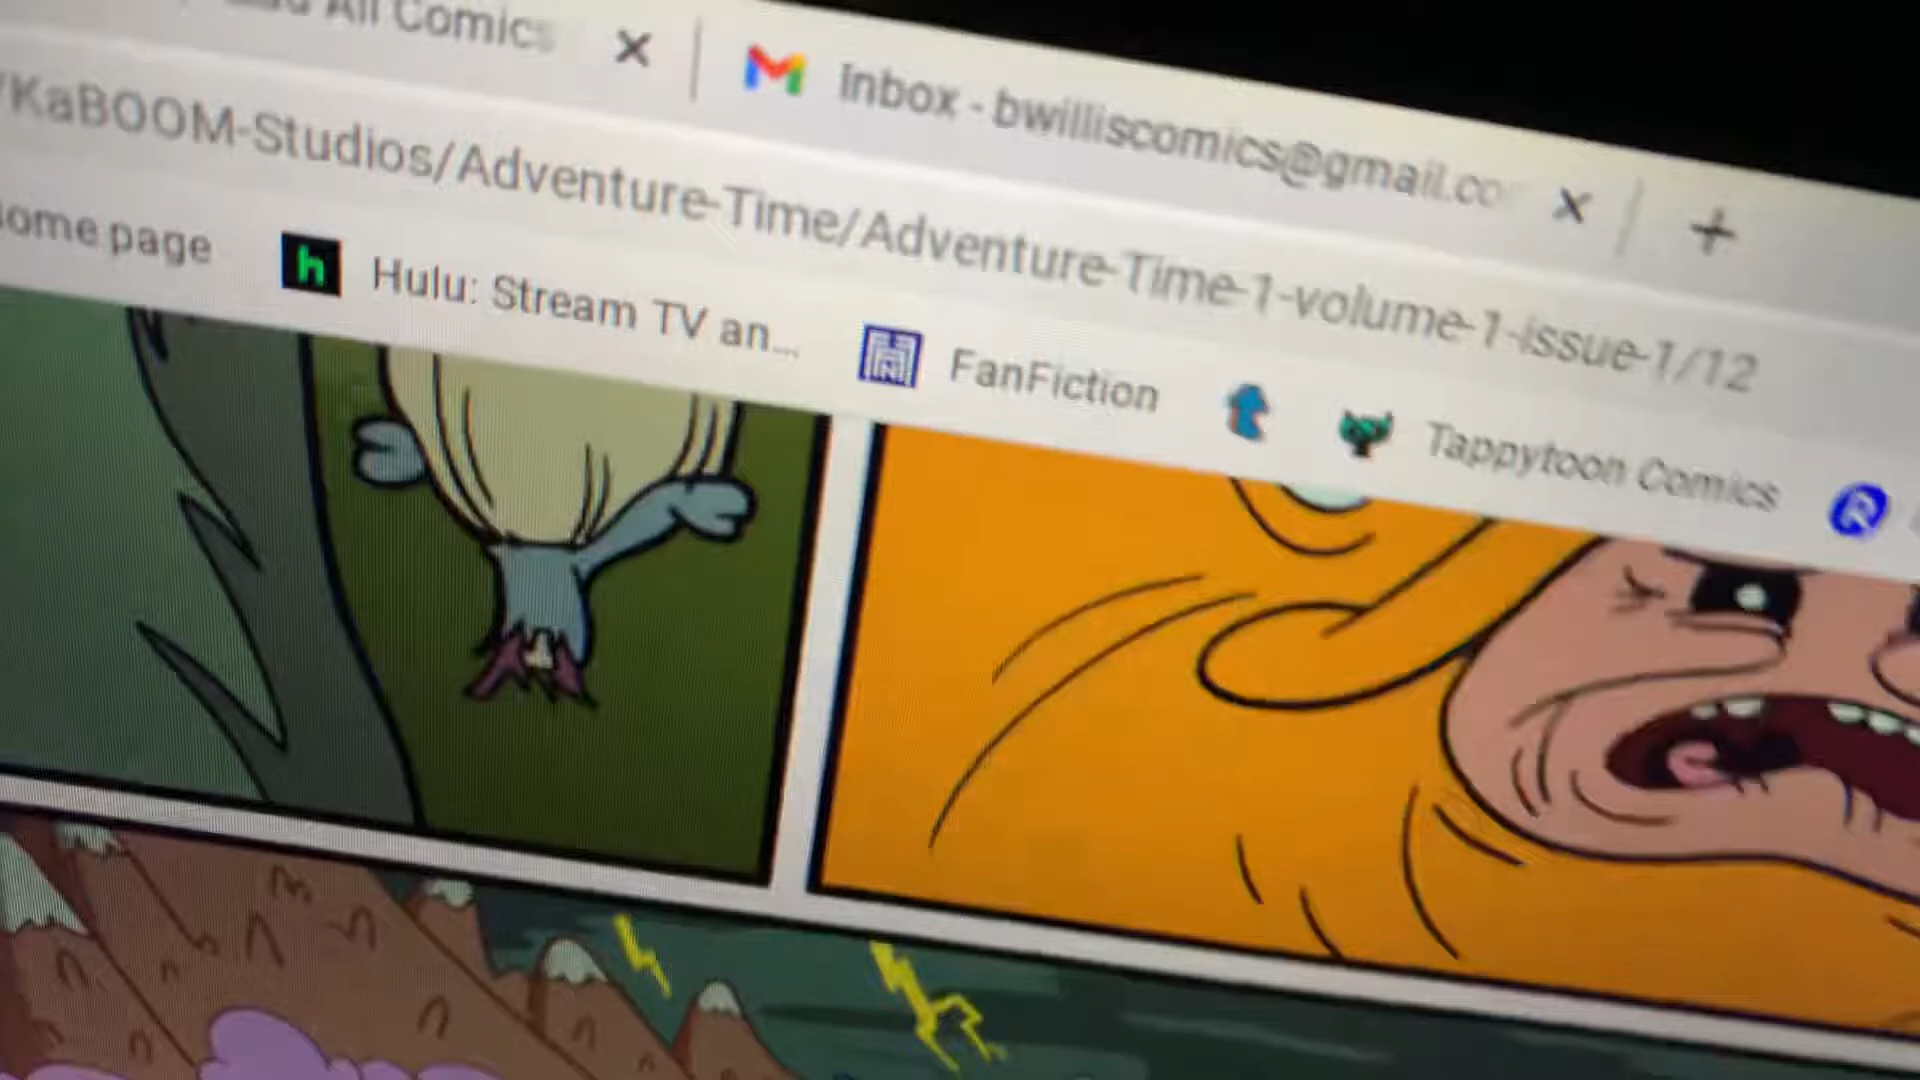 All Comics
Inbox - bwilliscomics@gmail.co
/KaBOOM-Studios/Adventure-Time/Adventure-Time-1-volume-1-issue-1/12
ome page
Hulu: Stream TV an...
FanFiction
Tappytoon Comics